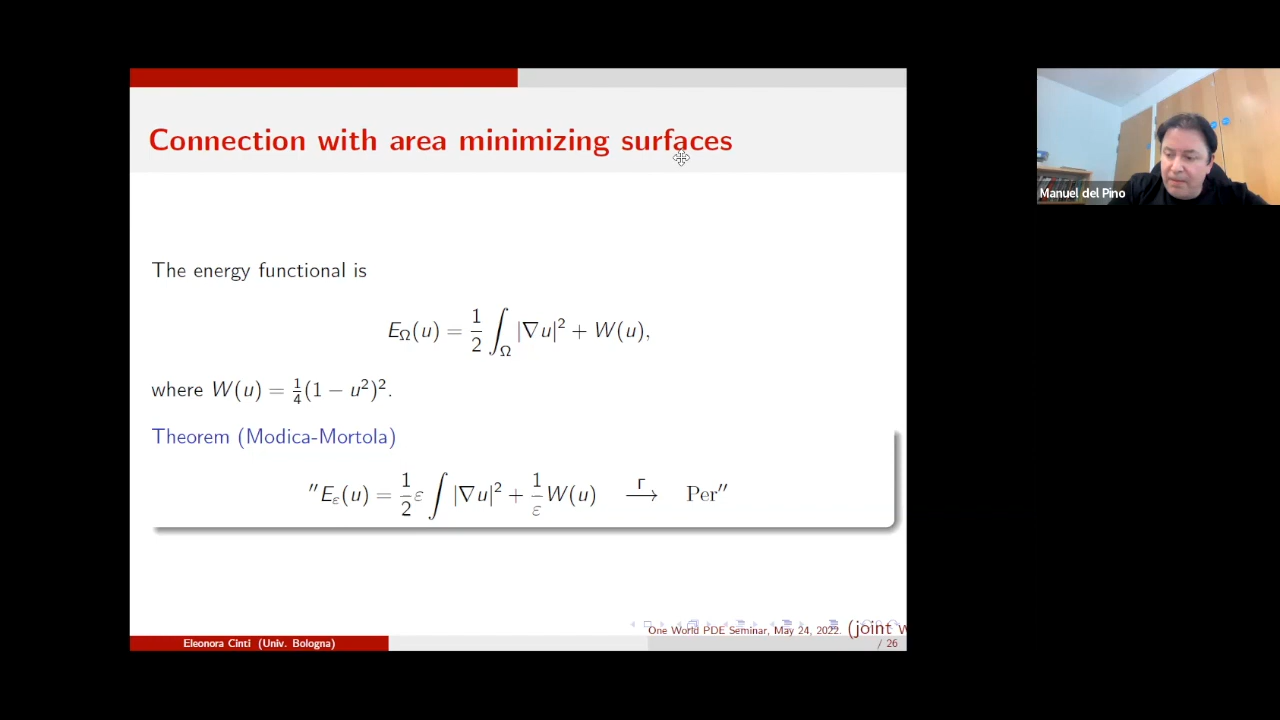 Connection with area minimizing surfaces
Manuel del Pino
The energy functional is
E_Ω(u) = 1/2 ∫_Ω |∇u|² + W(u),
where W(u) = 1/4(1 − u²)².
Theorem (Modica-Mortola)
"E_ε(u) = 1/2 ε ∫ |∇u|² + 1/ε W(u) —Γ→ Per"
One World PDE Seminar, May 24, 2022. (joint w
Eleonora Cinti (Univ. Bologna)
/ 26